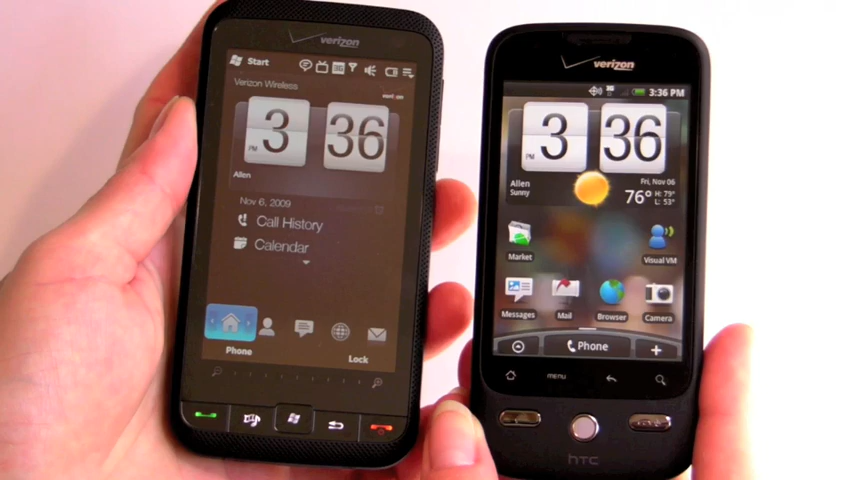 verizon
Start
Verizon Wireless
3 36
PM
Allen
Nov 6, 2009
Call History
Calendar
Phone Lock
verizon
3:36 PM
3 36
PM
Allen
Sunny
Fri, Nov 06
76° H: 79°
L: 53°
Market Visual VM
Messages Mail Browser Camera
Phone
MENU
hTC